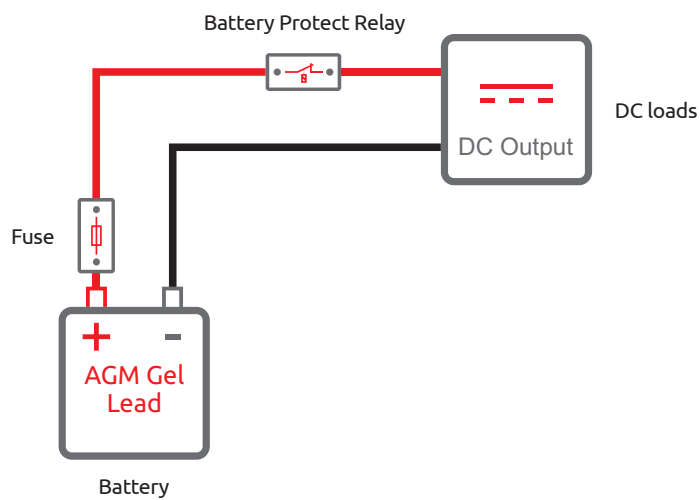 Battery Protect Relay
DC loads
DC Output
Fuse
+ -
AGM Gel
Lead
Battery